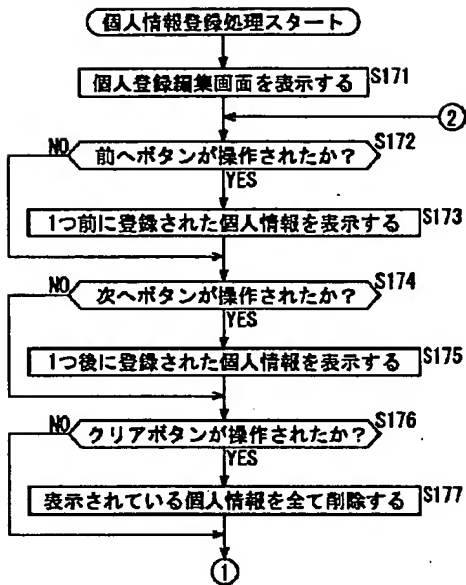 個人情報登録処理スタート
個人登録編集画面を表示する S171
②
前へボタンが操作されたか? S172
NO
YES
1つ前に登録された個人情報を表示する S173
次へボタンが操作されたか? S174
NO
YES
1つ後に登録された個人情報を表示する S175
クリアボタンが操作されたか? S176
NO
YES
表示されている個人情報を全て削除する S177
①